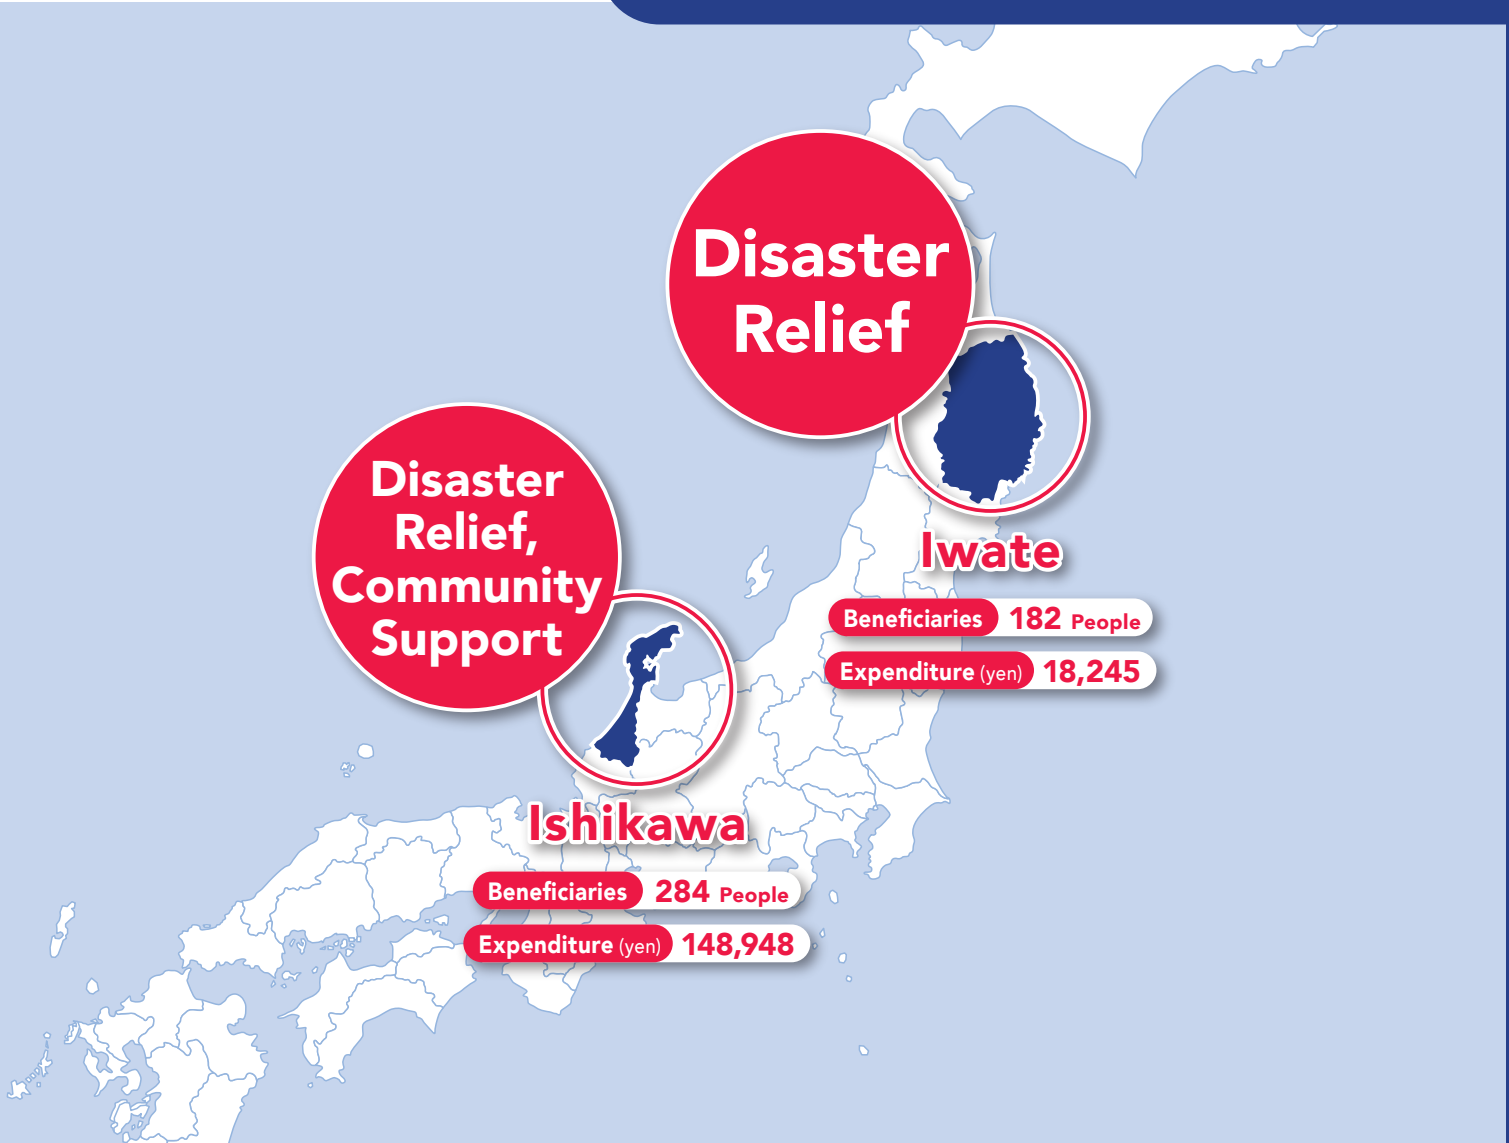 Disaster
Relief
Iwate
Beneficiaries 182 People
Expenditure (yen) 18,245
Disaster
Relief,
Community
Support
Ishikawa
Beneficiaries 284 People
Expenditure (yen) 148,948